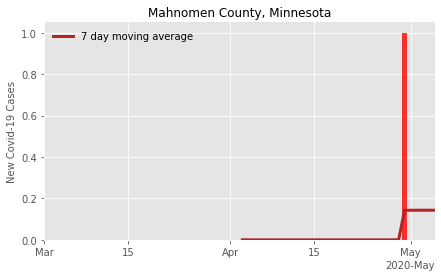 Mahnomen County, Minnesota
7 day moving average
New Covid-19 Cases
1.0
0.8
0.6
0.4
0.2
0.0
Mar
15
Apr
15
May
2020-May